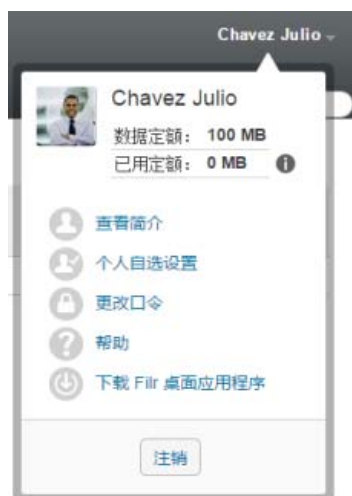 Chavez Julio
Chavez Julio
数据定額： 100 MB
已用定額： 0 MB
查看简介
个人自选设置
更改口令
帮助
下载 Filr 桌面应用程序
注销